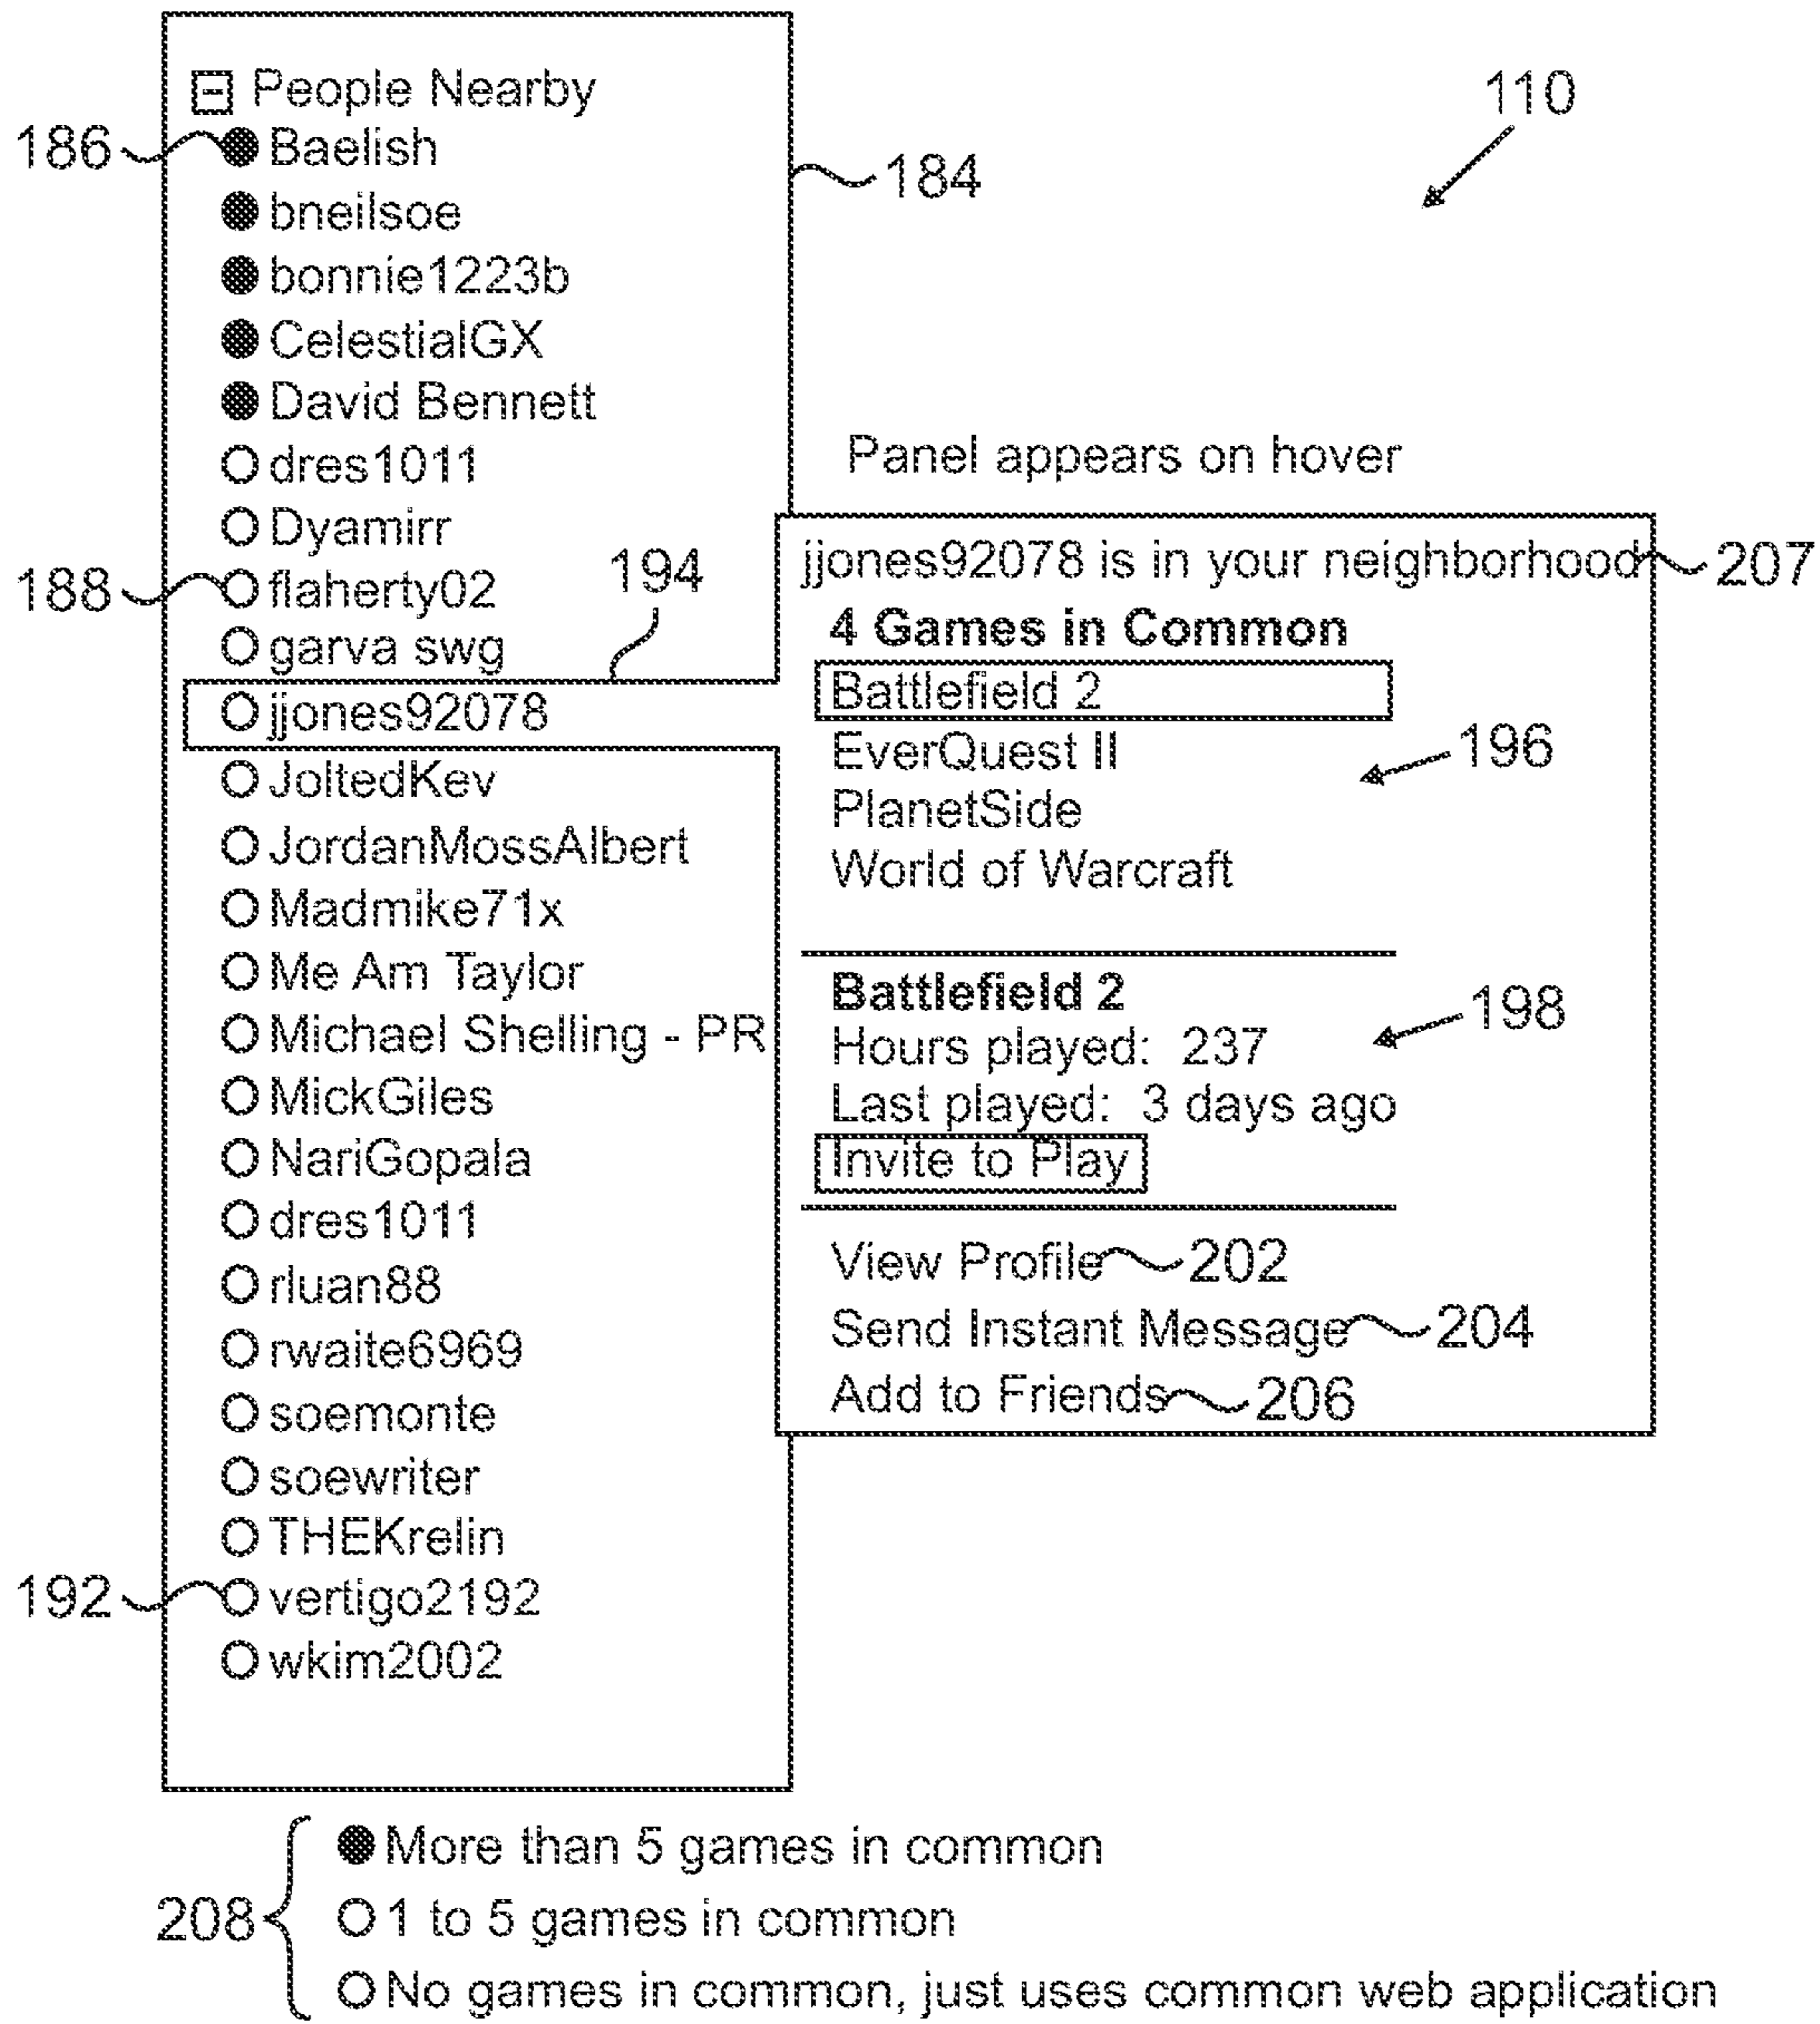 People Nearby
110
186
Baelish
184
bneilsoe
bonnie1223b
CelestialGX
David Bennett
dres1011
Panel appears on hover
Dyamirr
188
flaherty02
194
garva swg
jjones92078
JoltedKev
JordanMossAlbert
Madmike71x
Me Am Taylor
Michael Shelling - PR
MickGiles
NariGopala
dres1011
rluan88
rwaite6969
soemonte
soewriter
THEKrelin
192
vertigo2192
wkim2002
jjones92078 is in your neighborhood
207
4 Games in Common
Battlefield 2
EverQuest II
196
PlanetSide
World of Warcraft
Battlefield 2
198
Hours played: 237
Last played: 3 days ago
Invite to Play
View Profile 202
Send Instant Message 204
Add to Friends 206
208
More than 5 games in common
1 to 5 games in common
No games in common, just uses common web application